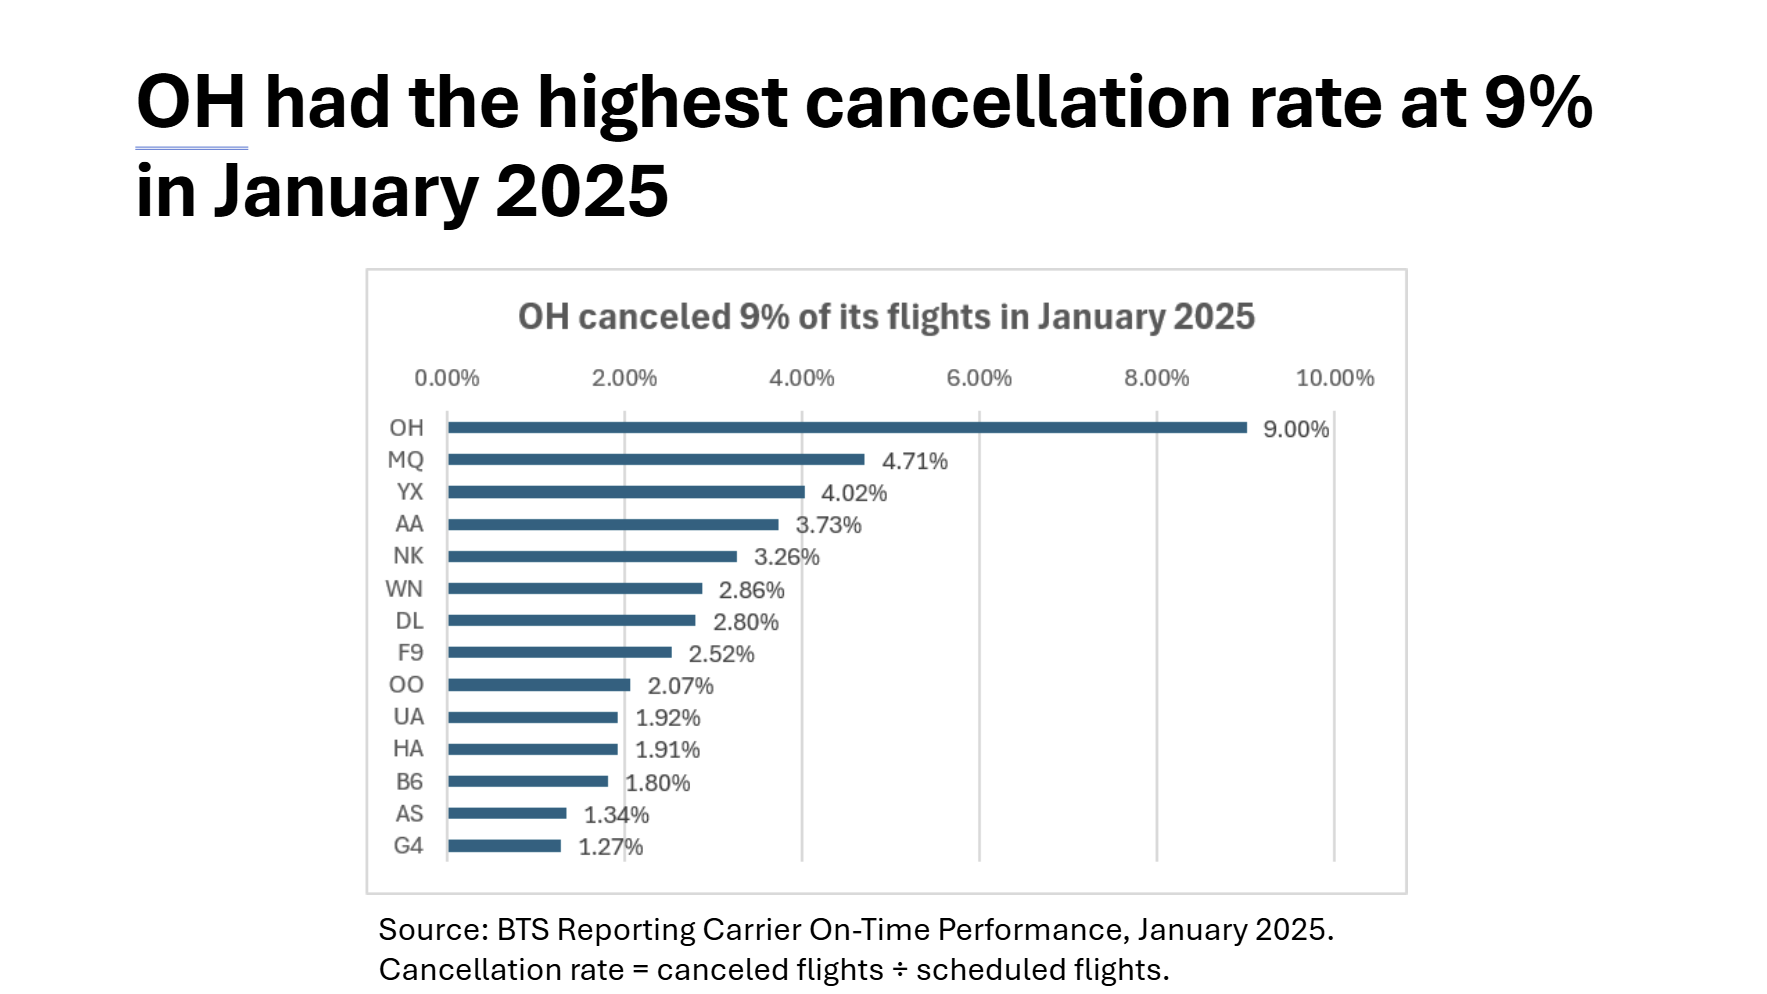 OH had the highest cancellation rate at 9%
in January 2025
OH canceled 9% of its flights in January 2025
0.00% 2.00% 4.00% 6.00% 8.00% 10.00%
OH 9.00%
MQ 4.71%
YX 4.02%
AA 3.73%
NK 3.26%
WN 2.86%
DL 2.80%
F9 2.52%
OO 2.07%
UA 1.92%
HA 1.91%
B6 1.80%
AS 1.34%
G4 1.27%
Source: BTS Reporting Carrier On-Time Performance, January 2025.
Cancellation rate = canceled flights ÷ scheduled flights.